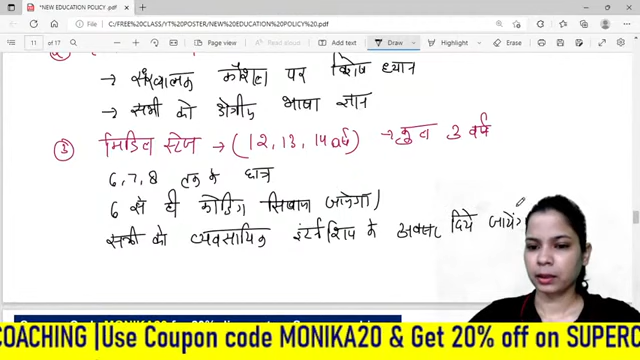 *NEW EDUCATION POLICY.pdf
C:/FREE%20CLASS/YT%20POSTER/NEW%20EDUCATION%20POLICY%20.pdf
11 of 17
Page view
Read aloud
Add text
Draw
Highlight
Erase
→ संख्यात्मक कौशल पर विशेष ध्यान
→ सभी को क्षेत्रीय भाषा ज्ञान
③ मिडिल स्टेज → (12, 13, 14 वर्ष) → कुल 3 वर्ष
6, 7, 8 तक के छात्र
6 से ही कोडिंग सिखाया जायेगा।
सभी को व्यवसायिक इंटर्नशिप के अवसर दिये जायेंगे
COACHING |Use Coupon code MONIKA20 & Get 20% off on SUPERC